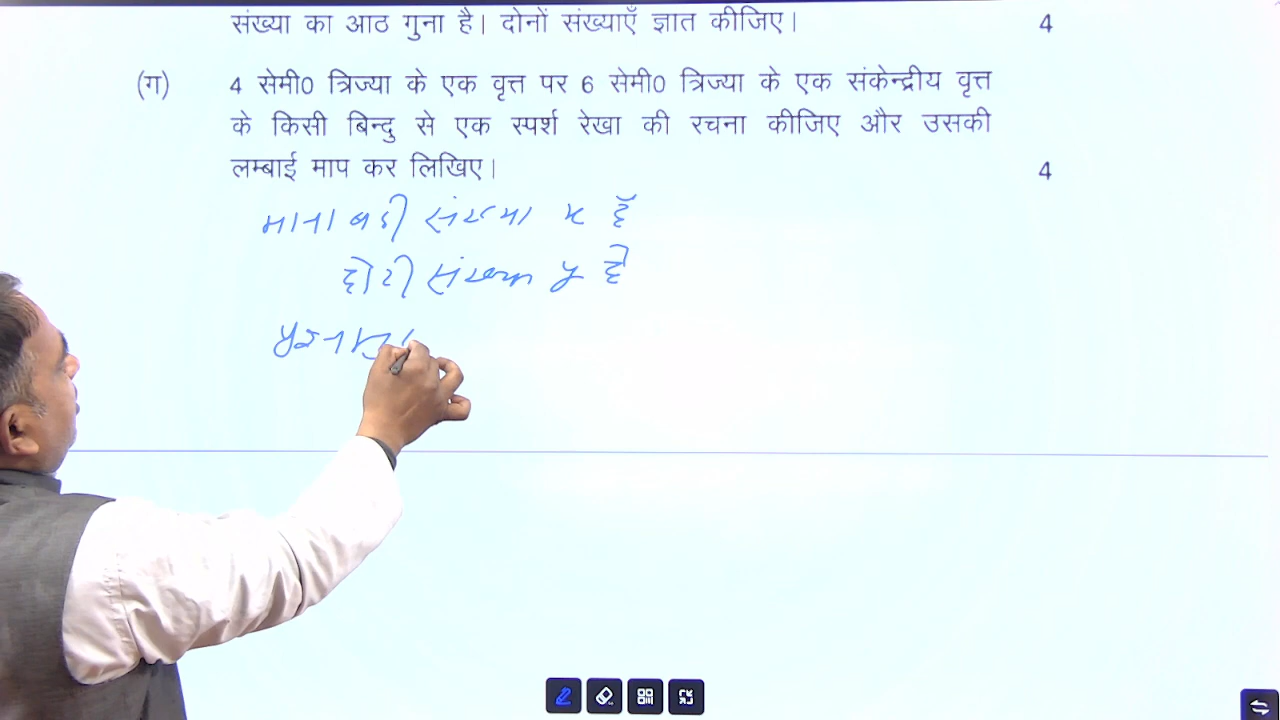 संख्या का आठ गुना है। दोनों संख्याएँ ज्ञात कीजिए। 4
(ग) 4 सेमी0 त्रिज्या के एक वृत्त पर 6 सेमी0 त्रिज्या के एक संकेन्द्रीय वृत्त
के किसी बिन्दु से एक स्पर्श रेखा की रचना कीजिए और उसकी
लम्बाई माप कर लिखिए। 4
माना बडी संख्या x है
छोटी संख्या y है